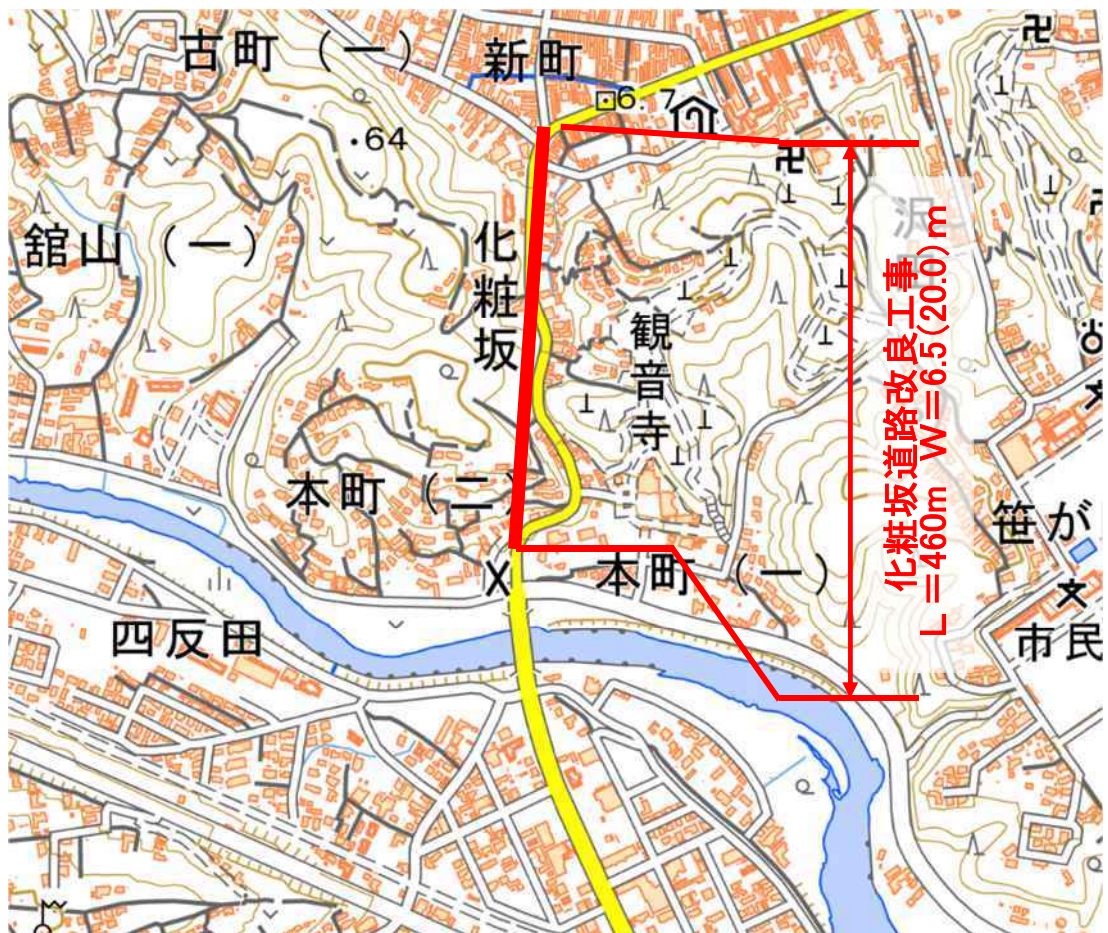 古町（一）
新町
6.7
・64
舘山（一）
化粧坂
観音寺
化粧坂道路改良工事
L＝460m W＝6.5(20.0)m
本町（二）
本町（一）
笹が
四反田
市民